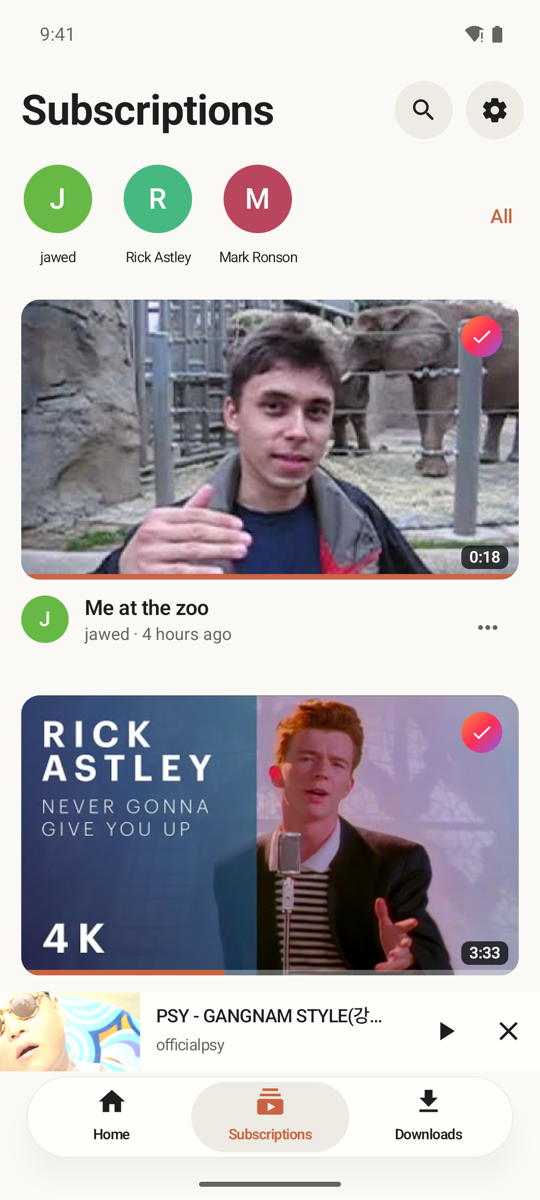 9:41
Subscriptions
J
R
M
jawed
Rick Astley
Mark Ronson
All
0:18
J
Me at the zoo
jawed · 4 hours ago
RICK
ASTLEY
NEVER GONNA
GIVE YOU UP
4K
3:33
PSY - GANGNAM STYLE(강...
officialpsy
Home
Subscriptions
Downloads